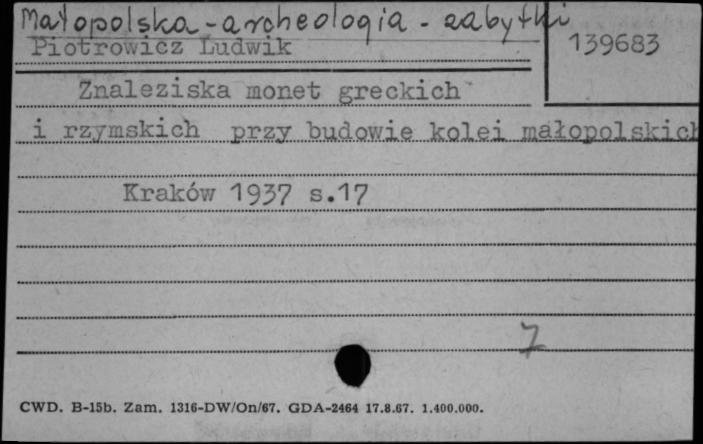 Małopolska - archeologia - zabytki
Piotrowicz Ludwik
139683
Znaleziska monet greckich
i rzymskich przy budowie kolei małopolskich
Kraków 1937 s.17
7
CWD. B-15b. Zam. 1316-DW/On/67. GDA-2464 17.8.67. 1.400.000.